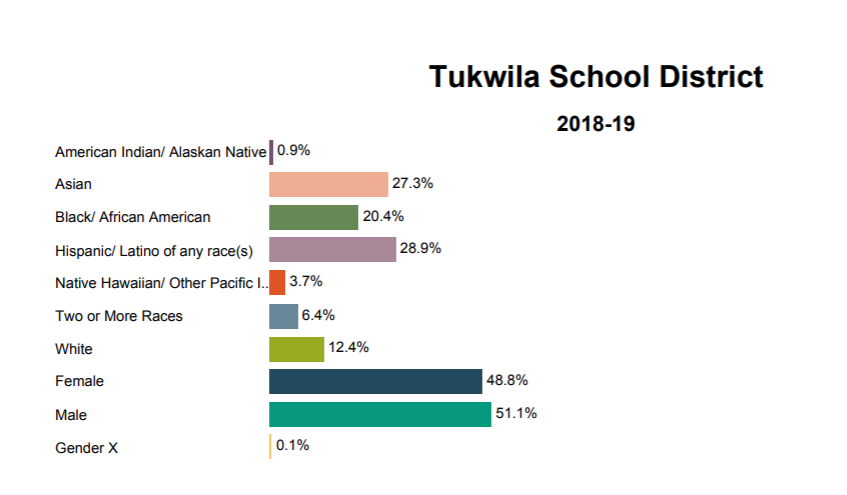 Tukwila School District
2018-19
American Indian/ Alaskan Native 0.9%
Asian 27.3%
Black/ African American 20.4%
Hispanic/ Latino of any race(s) 28.9%
Native Hawaiian/ Other Pacific I.. 3.7%
Two or More Races 6.4%
White 12.4%
Female 48.8%
Male 51.1%
Gender X 0.1%